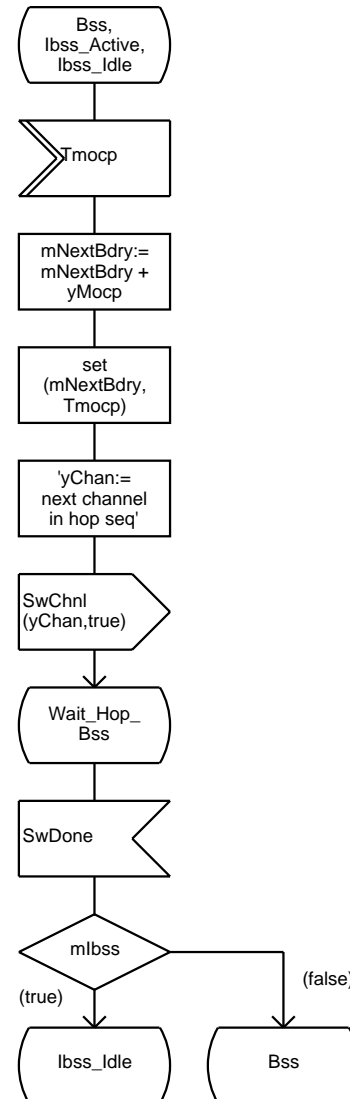 Bss,
Ibss_Active,
Ibss_Idle
Tmocp
mNextBdry:=
mNextBdry +
yMocp
set
(mNextBdry,
Tmocp)
'yChan:=
next channel
in hop seq'
SwChnl
(yChan,true)
Wait_Hop_
Bss
SwDone
mIbss
(false)
(true)
Ibss_Idle
Bss